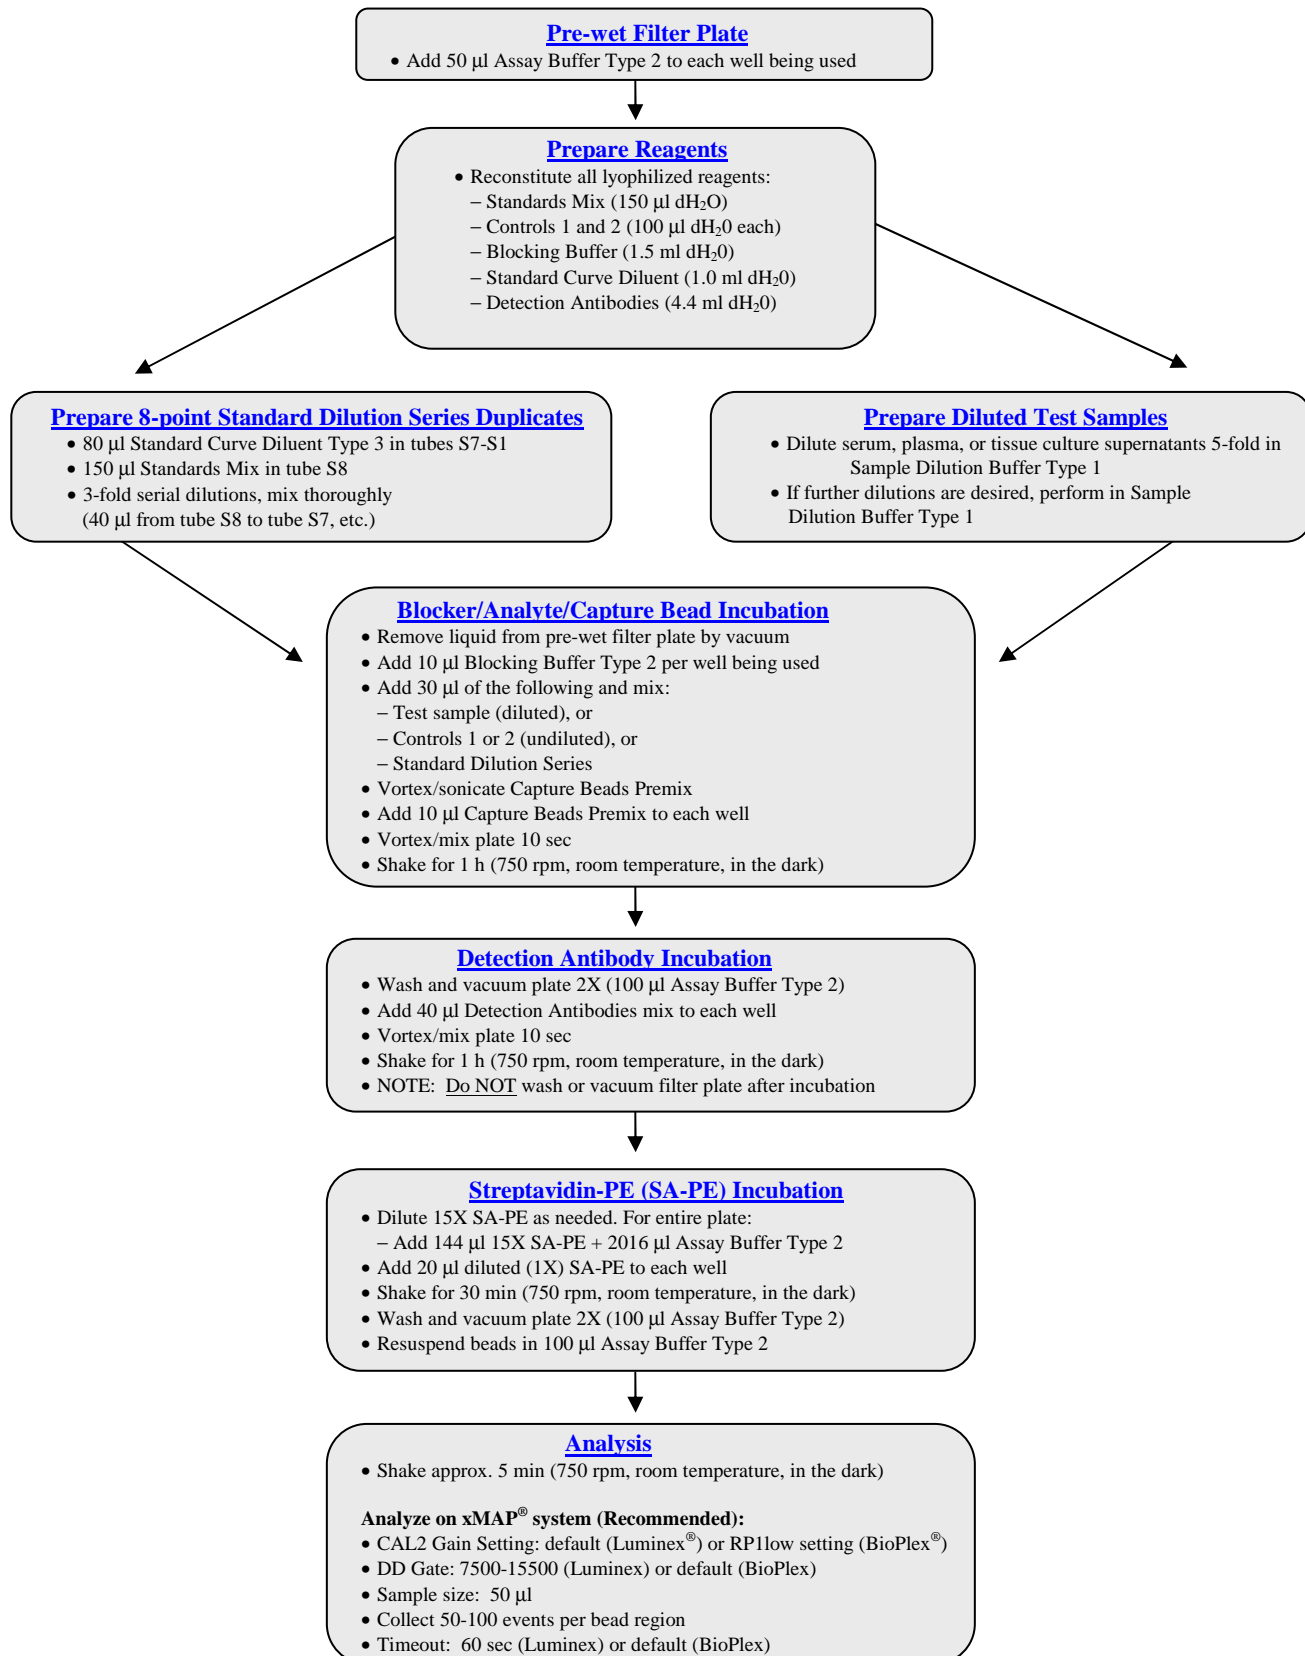 Pre-wet Filter Plate
• Add 50 µl Assay Buffer Type 2 to each well being used
Prepare Reagents
• Reconstitute all lyophilized reagents:
– Standards Mix (150 µl dH₂O)
– Controls 1 and 2 (100 µl dH₂0 each)
– Blocking Buffer (1.5 ml dH₂0)
– Standard Curve Diluent (1.0 ml dH₂0)
– Detection Antibodies (4.4 ml dH₂0)
Prepare 8-point Standard Dilution Series Duplicates
• 80 µl Standard Curve Diluent Type 3 in tubes S7-S1
• 150 µl Standards Mix in tube S8
• 3-fold serial dilutions, mix thoroughly
(40 µl from tube S8 to tube S7, etc.)
Prepare Diluted Test Samples
• Dilute serum, plasma, or tissue culture supernatants 5-fold in
Sample Dilution Buffer Type 1
• If further dilutions are desired, perform in Sample
Dilution Buffer Type 1
Blocker/Analyte/Capture Bead Incubation
• Remove liquid from pre-wet filter plate by vacuum
• Add 10 µl Blocking Buffer Type 2 per well being used
• Add 30 µl of the following and mix:
– Test sample (diluted), or
– Controls 1 or 2 (undiluted), or
– Standard Dilution Series
• Vortex/sonicate Capture Beads Premix
• Add 10 µl Capture Beads Premix to each well
• Vortex/mix plate 10 sec
• Shake for 1 h (750 rpm, room temperature, in the dark)
Detection Antibody Incubation
• Wash and vacuum plate 2X (100 µl Assay Buffer Type 2)
• Add 40 µl Detection Antibodies mix to each well
• Vortex/mix plate 10 sec
• Shake for 1 h (750 rpm, room temperature, in the dark)
• NOTE: Do NOT wash or vacuum filter plate after incubation
Streptavidin-PE (SA-PE) Incubation
• Dilute 15X SA-PE as needed. For entire plate:
– Add 144 µl 15X SA-PE + 2016 µl Assay Buffer Type 2
• Add 20 µl diluted (1X) SA-PE to each well
• Shake for 30 min (750 rpm, room temperature, in the dark)
• Wash and vacuum plate 2X (100 µl Assay Buffer Type 2)
• Resuspend beads in 100 µl Assay Buffer Type 2
Analysis
• Shake approx. 5 min (750 rpm, room temperature, in the dark)
Analyze on xMAP® system (Recommended):
• CAL2 Gain Setting: default (Luminex®) or RP1low setting (BioPlex®)
• DD Gate: 7500-15500 (Luminex) or default (BioPlex)
• Sample size: 50 µl
• Collect 50-100 events per bead region
• Timeout: 60 sec (Luminex) or default (BioPlex)